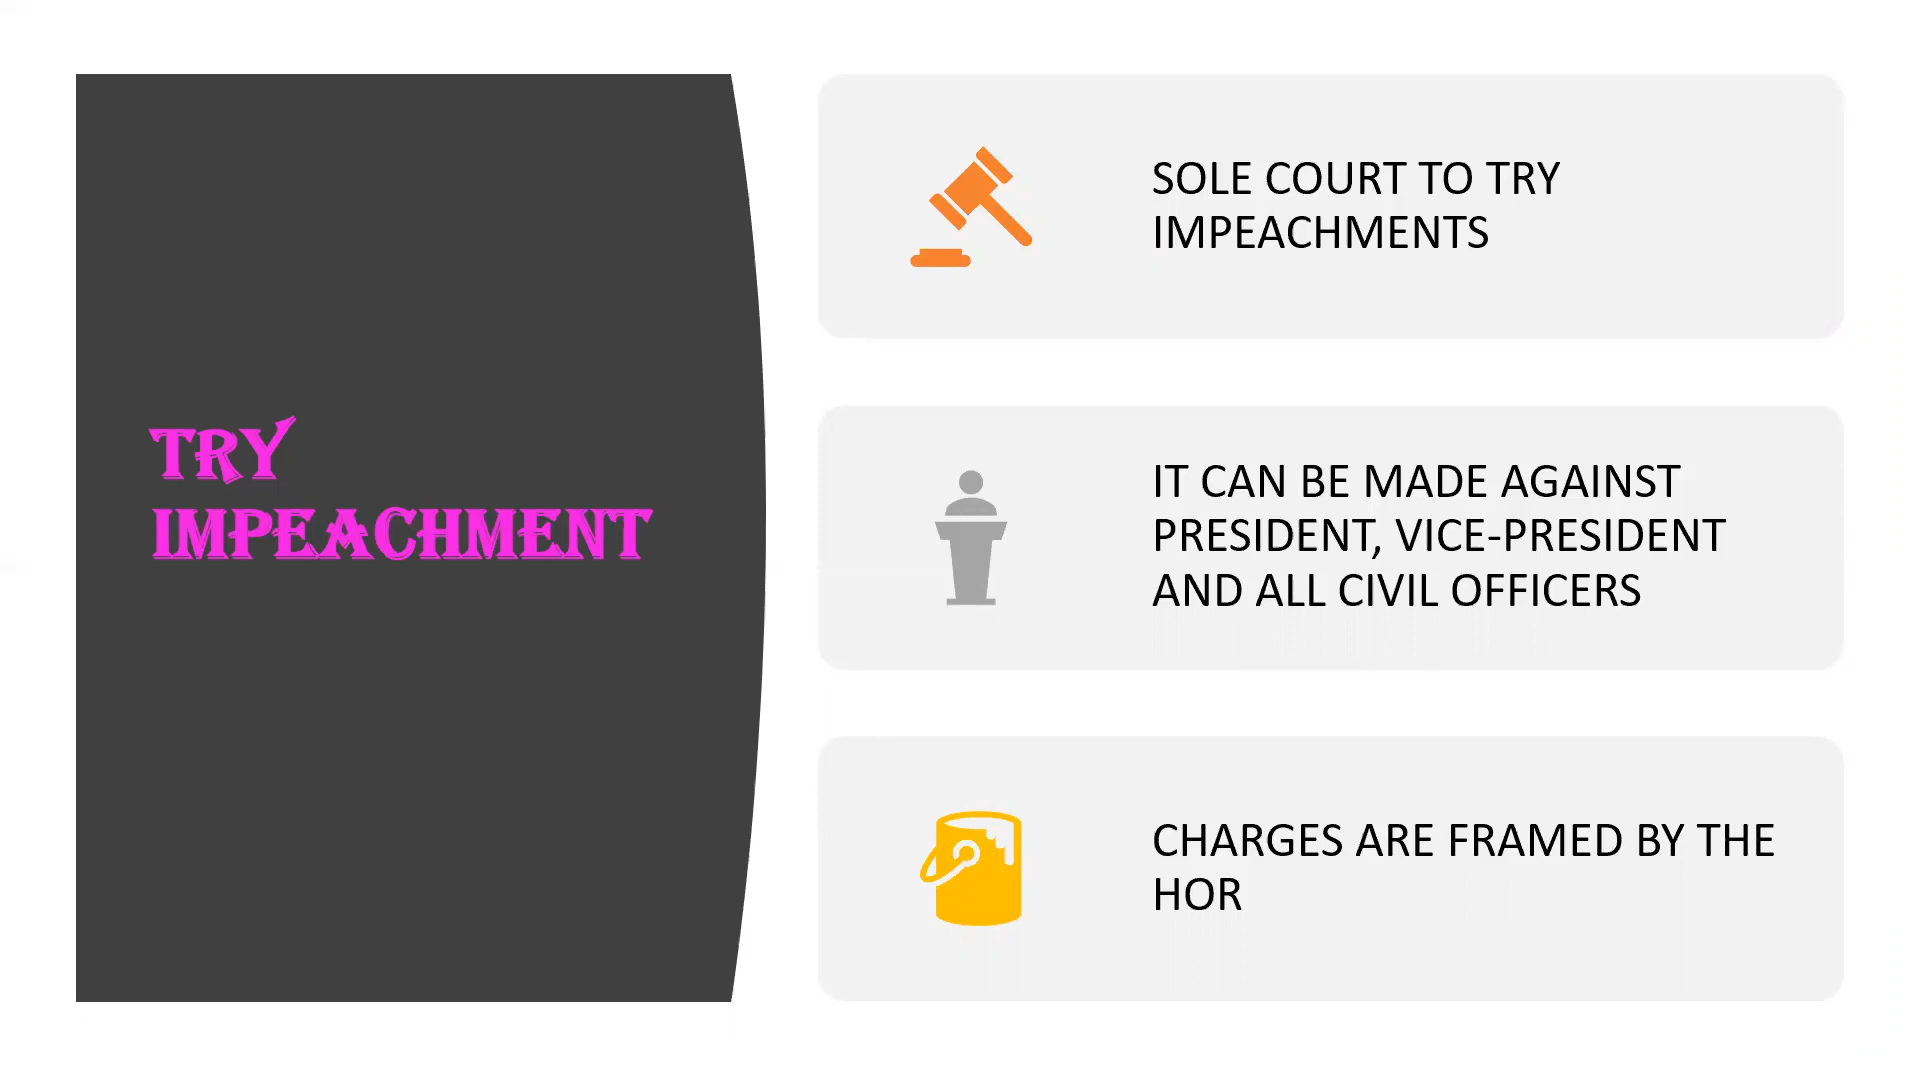 TRY
IMPEACHMENT
SOLE COURT TO TRY
IMPEACHMENTS
IT CAN BE MADE AGAINST
PRESIDENT, VICE-PRESIDENT
AND ALL CIVIL OFFICERS
CHARGES ARE FRAMED BY THE
HOR